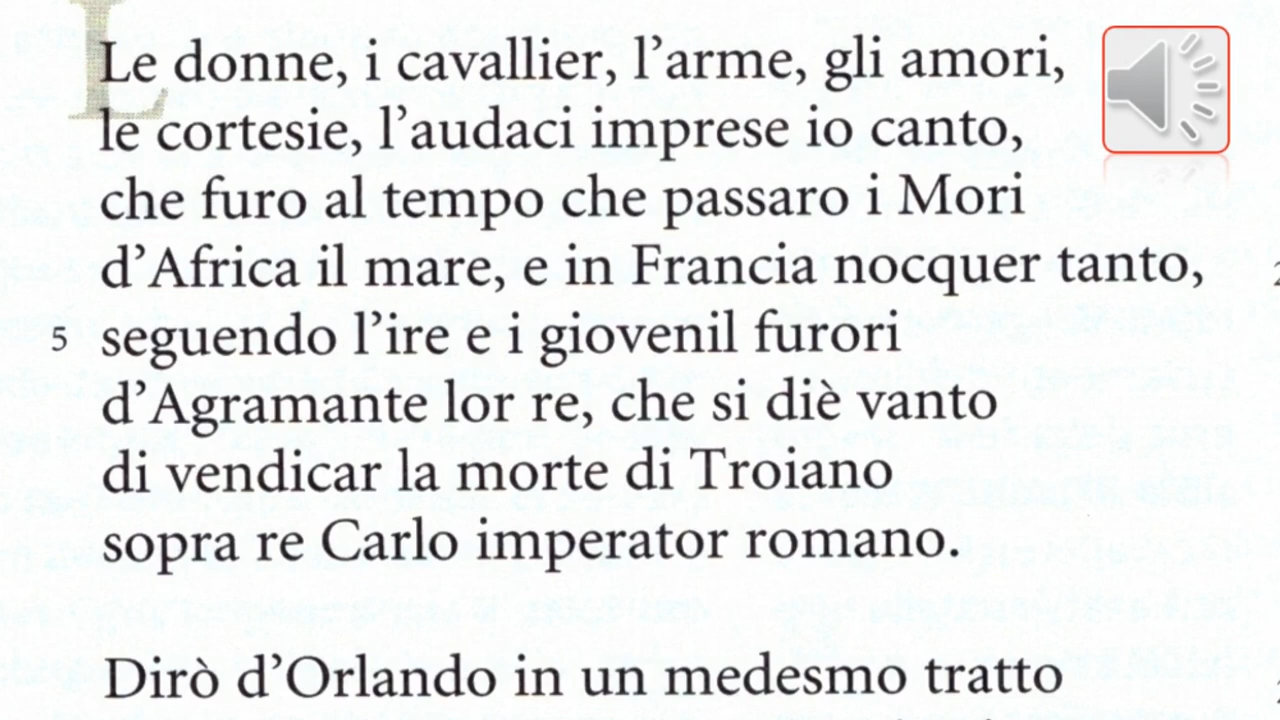 Le donne, i cavallier, l'arme, gli amori,
le cortesie, l'audaci imprese io canto,
che furo al tempo che passaro i Mori
d'Africa il mare, e in Francia nocquer tanto,
5 seguendo l'ire e i giovenil furori
d'Agramante lor re, che si diè vanto
di vendicar la morte di Troiano
sopra re Carlo imperator romano.
Dirò d'Orlando in un medesmo tratto